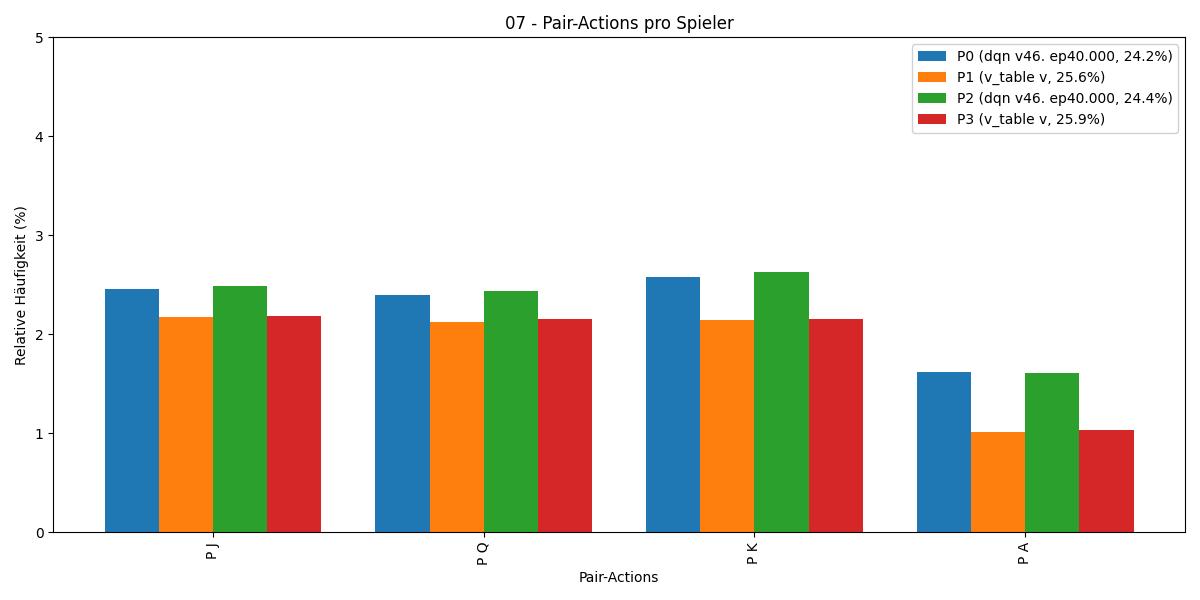 07 - Pair-Actions pro Spieler
Relative Häufigkeit (%)
5
4
3
2
1
0
P0 (dqn v46. ep40.000, 24.2%)
P1 (v_table v, 25.6%)
P2 (dqn v46. ep40.000, 24.4%)
P3 (v_table v, 25.9%)
P J
P Q
P K
P A
Pair-Actions